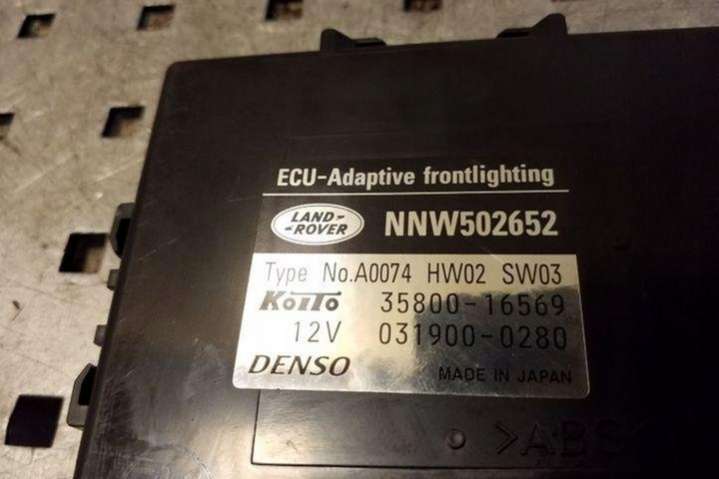 ECU-Adaptive frontlighting
LAND-
-ROVER
NNW502652
Type No.A0074 HW02 SW03
KOITO 35800-16569
12V 031900-0280
DENSO MADE IN JAPAN
>ABS